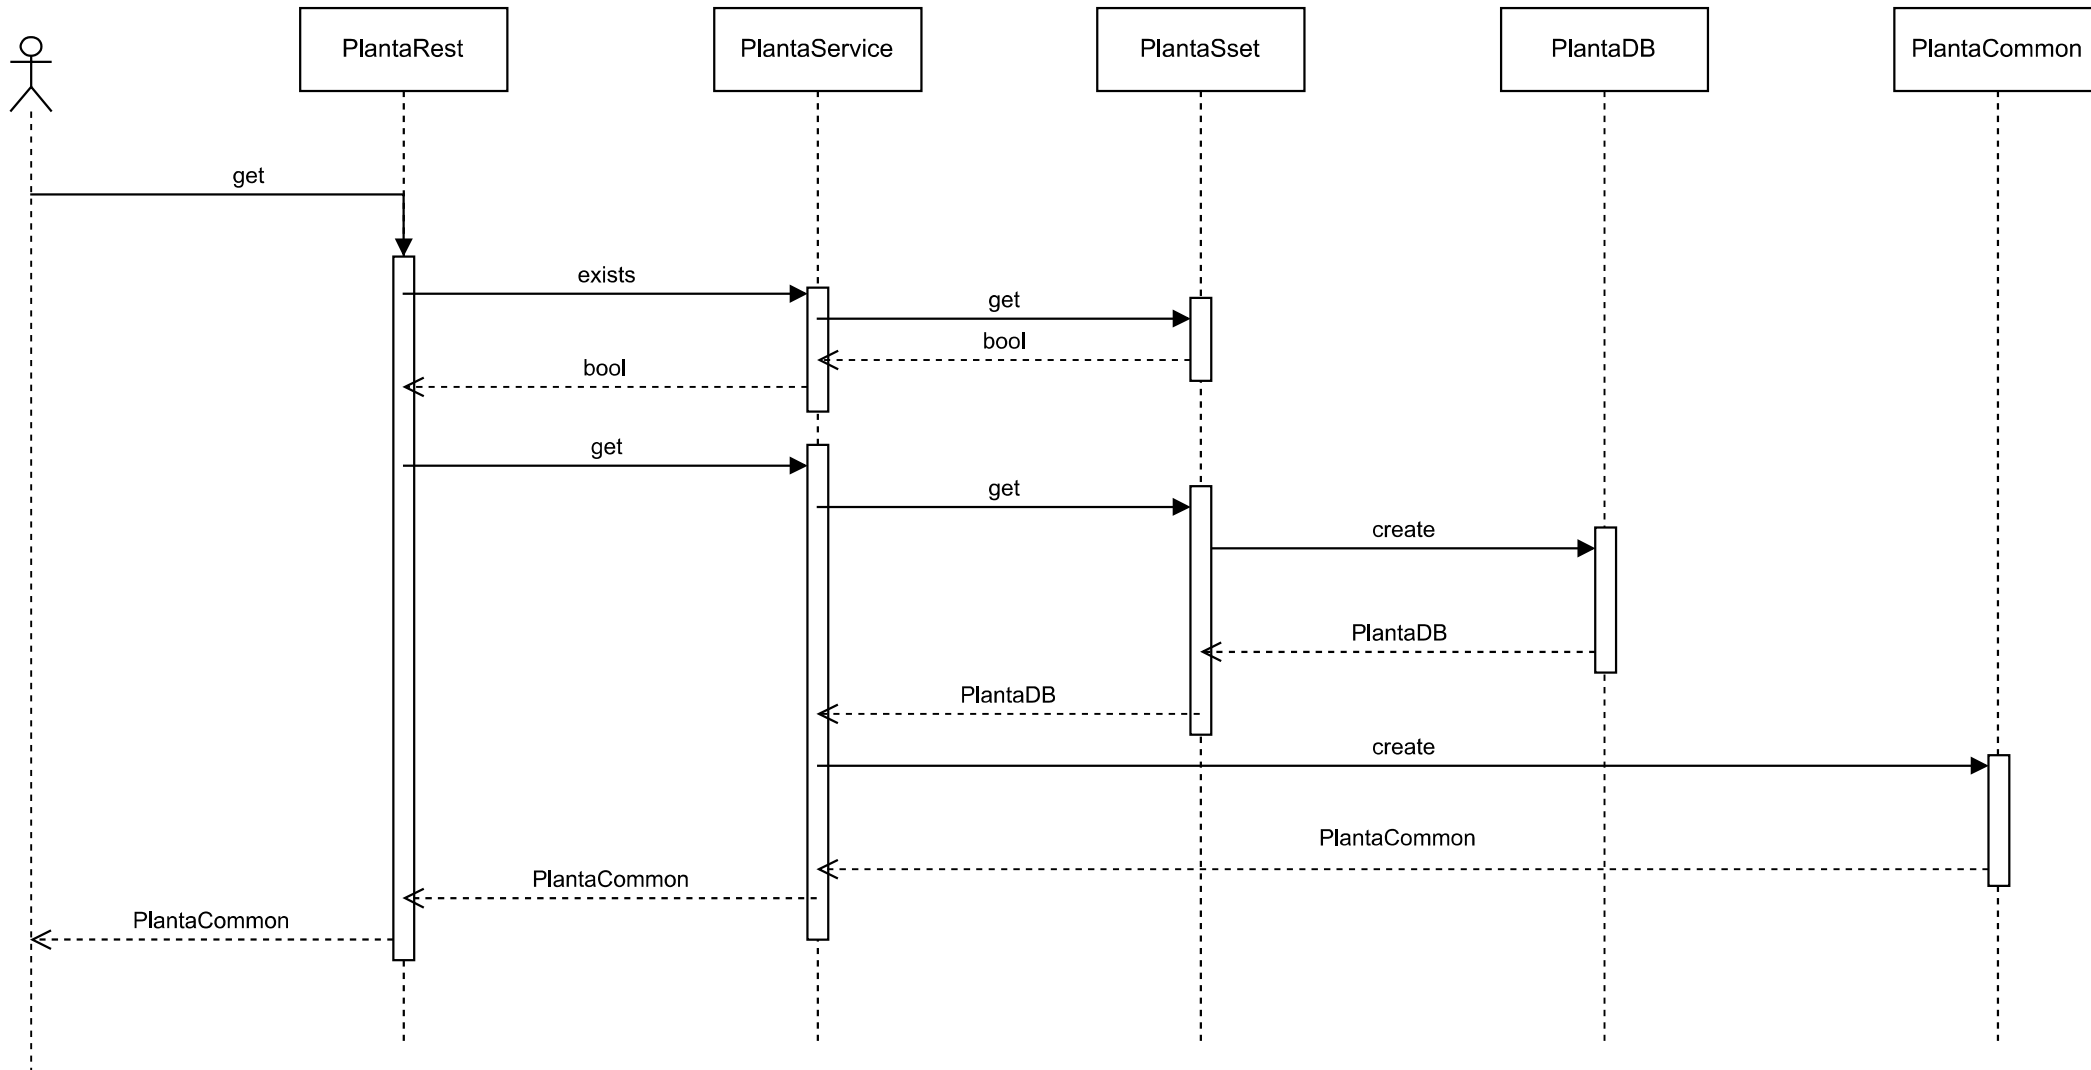 PlantaRest
PlantaService
PlantaSset
PlantaDB
PlantaCommon
get
exists
get
bool
bool
get
get
create
PlantaDB
PlantaDB
create
PlantaCommon
PlantaCommon
PlantaCommon